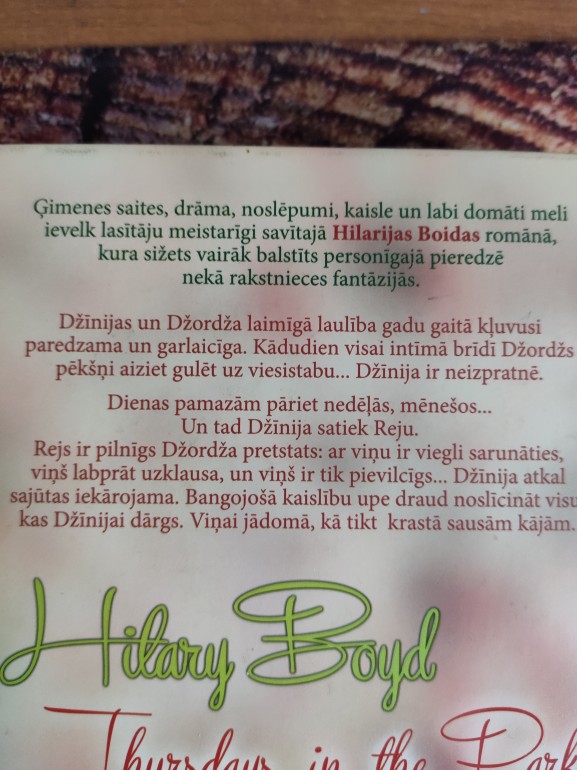 Ģimenes saites, drāma, noslēpumi, kaisle un labi domāti meli
ievelk lasītāju meistarīgi savītajā Hilarijas Boidas romānā,
kura sižets vairāk balstīts personīgajā pieredzē
nekā rakstnieces fantāzijās.
Džīnijas un Džordža laimīgā laulība gadu gaitā kļuvusi
paredzama un garlaicīga. Kādudien visai intīmā brīdī Džordžs
pēkšņi aiziet gulēt uz viesistabu... Džīnija ir neizpratnē.
Dienas pamazām pāriet nedēļās, mēnešos...
Un tad Džīnija satiek Reju.
Rejs ir pilnīgs Džordža pretstats: ar viņu ir viegli sarunāties,
viņš labprāt uzklausa, un viņš ir tik pievilcīgs... Džīnija atkal
sajūtas iekārojama. Bangojošā kaislību upe draud noslīcināt visu
kas Džīnijai dārgs. Viņai jādomā, kā tikt krastā sausām kājām.
Hilary Boyd
Thursdays in the Park